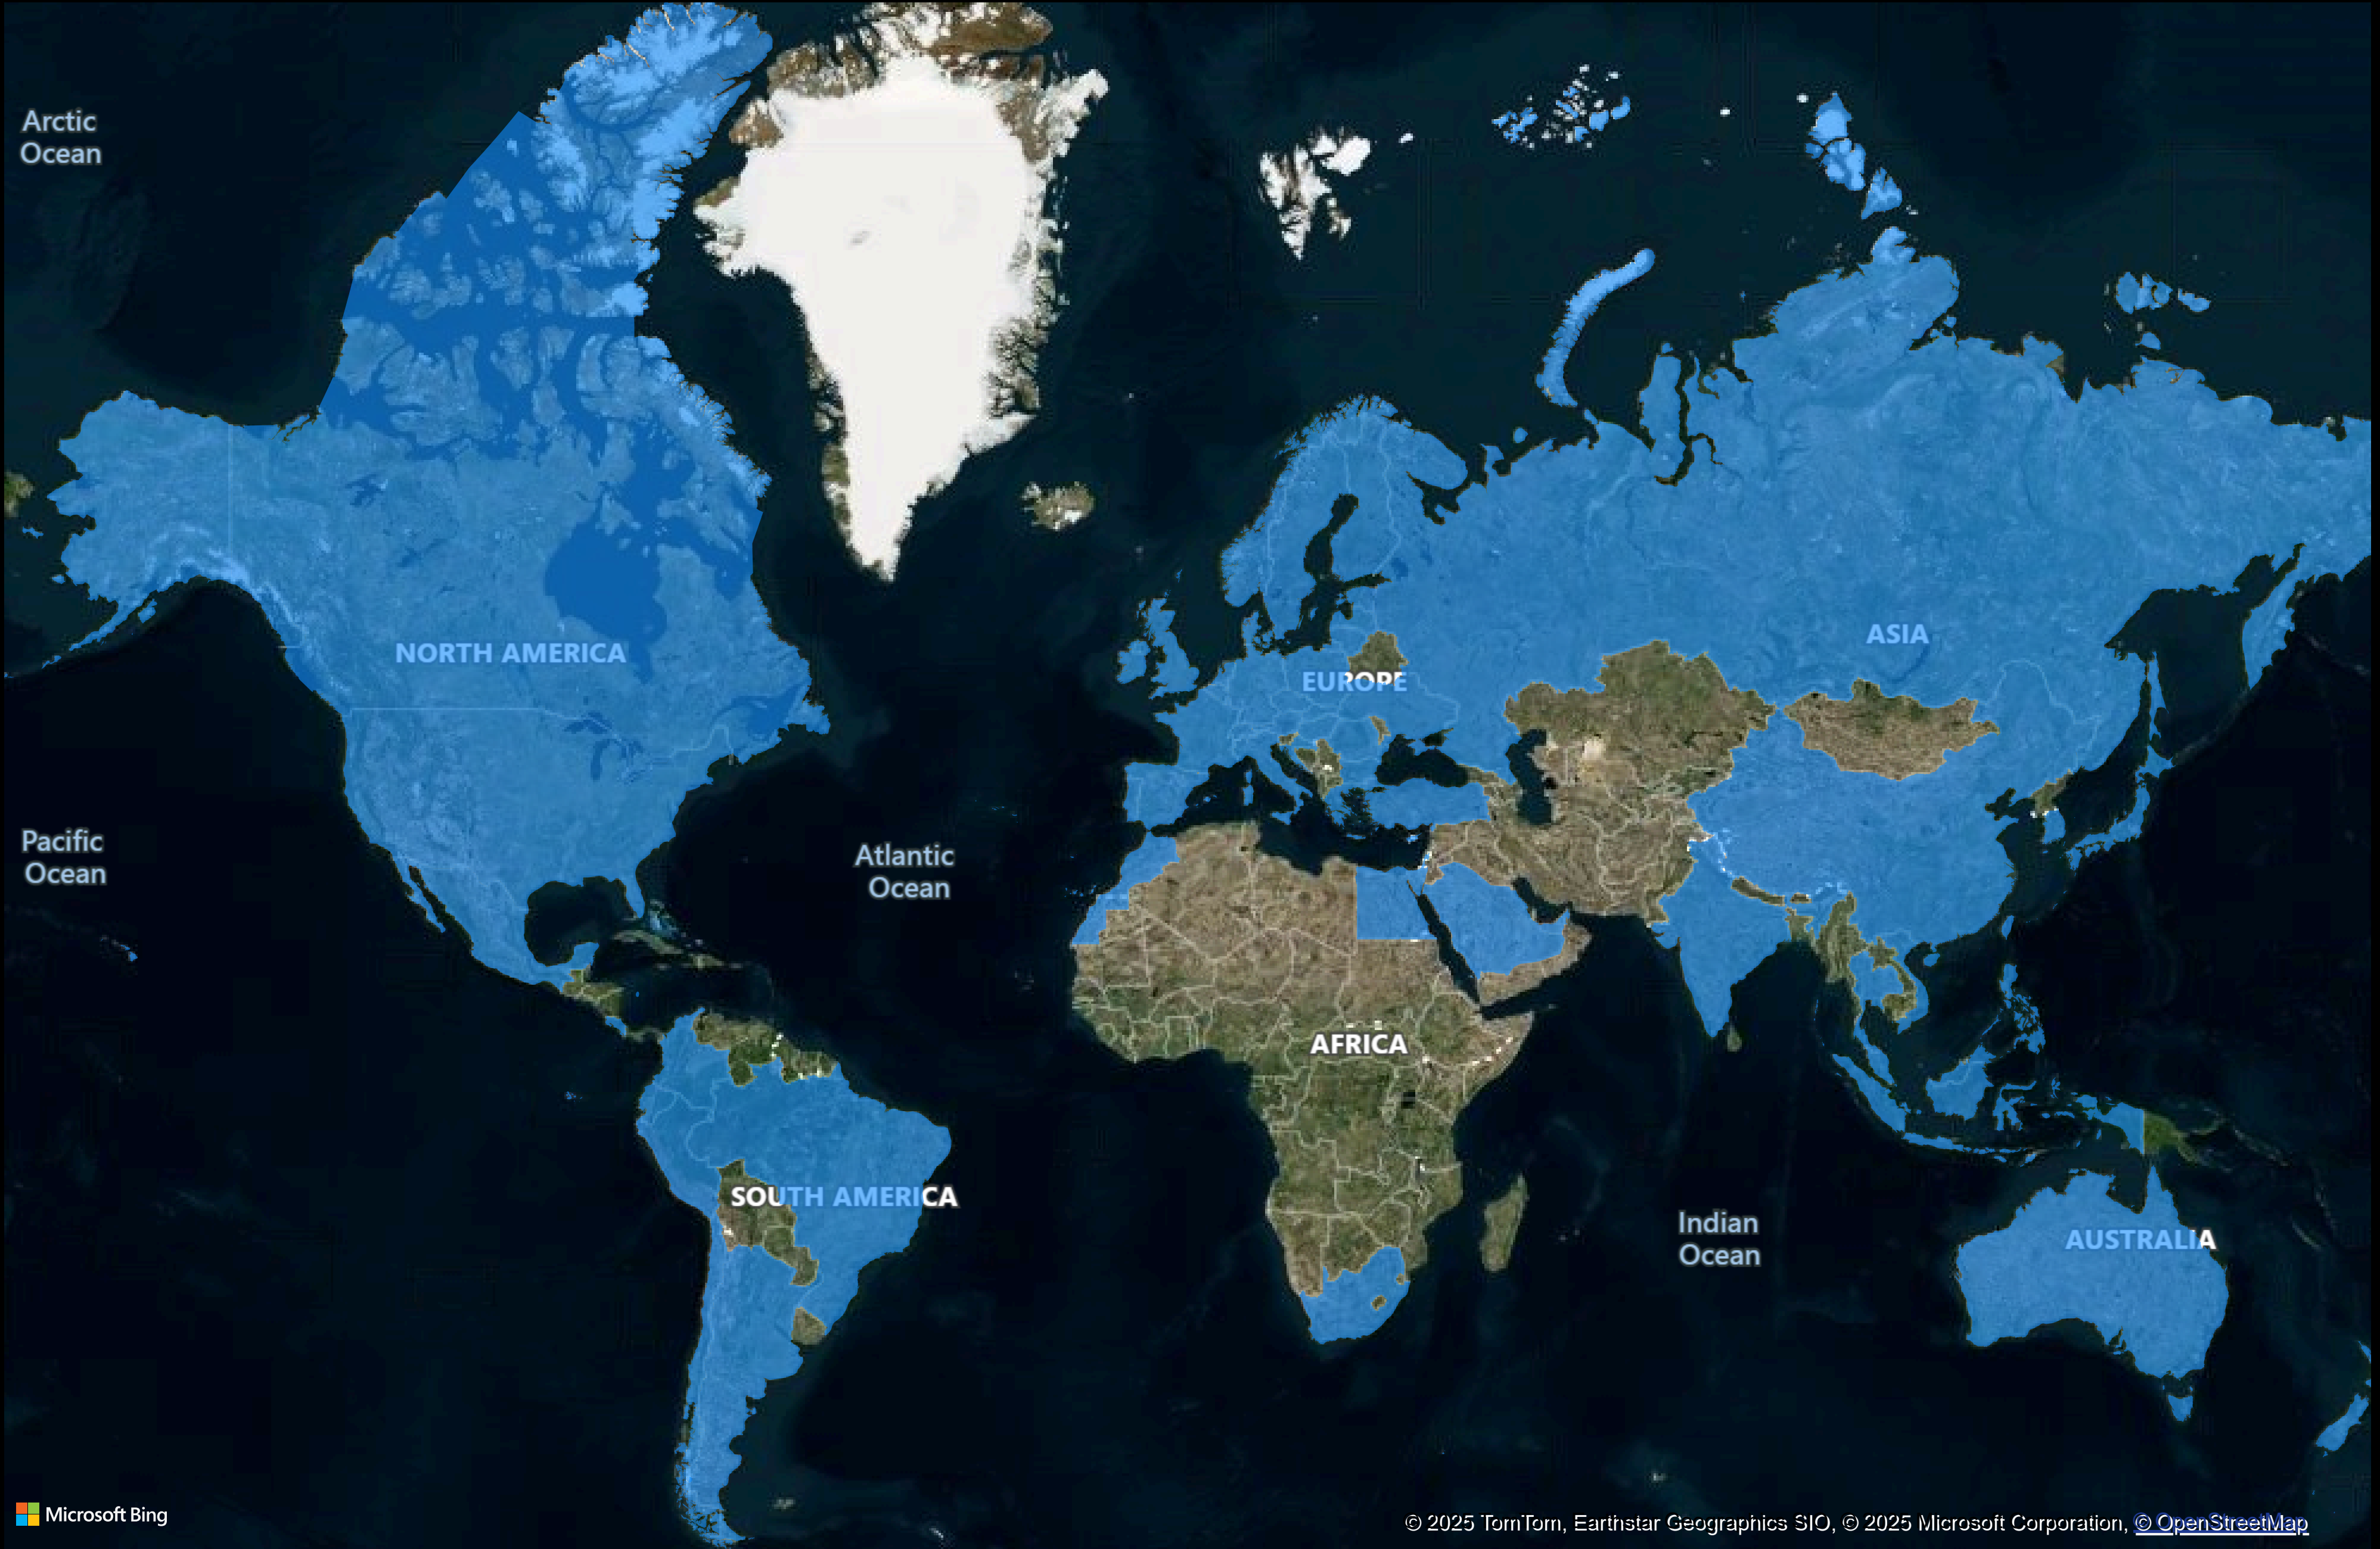 Arctic
Ocean
NORTH AMERICA
ASIA
EUROPE
Pacific
Ocean
Atlantic
Ocean
AFRICA
SOUTH AMERICA
Indian
Ocean
AUSTRALIA
Microsoft Bing
© 2025 TomTom, Earthstar Geographics SIO, © 2025 Microsoft Corporation, © OpenStreetMap